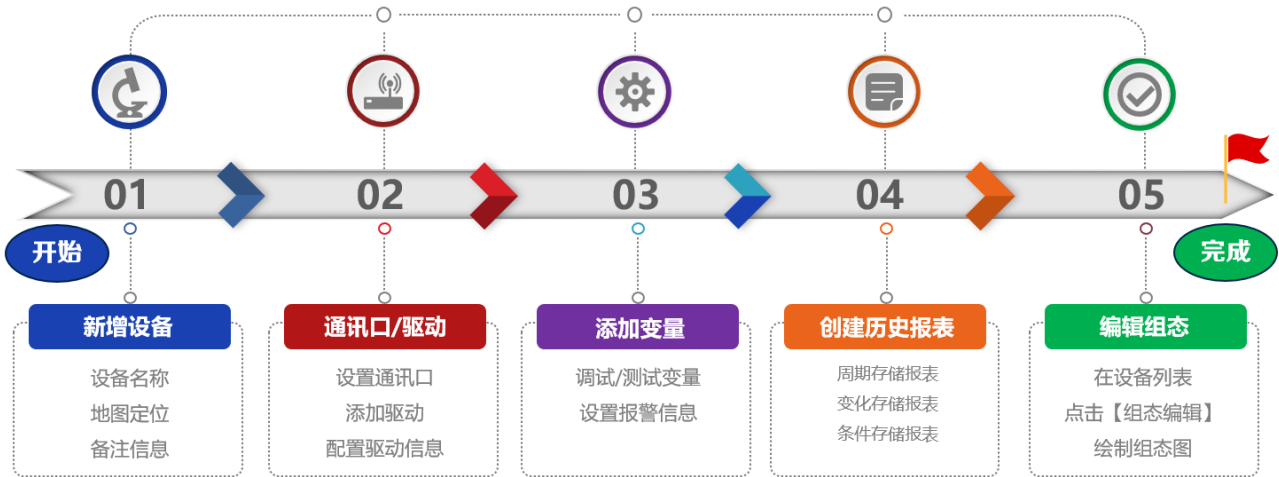 01
02
03
04
05
开始
完成
新增设备
设备名称
地图定位
备注信息
通讯口/驱动
设置通讯口
添加驱动
配置驱动信息
添加变量
调试/测试变量
设置报警信息
创建历史报表
周期存储报表
变化存储报表
条件存储报表
编辑组态
在设备列表
点击【组态编辑】
绘制组态图